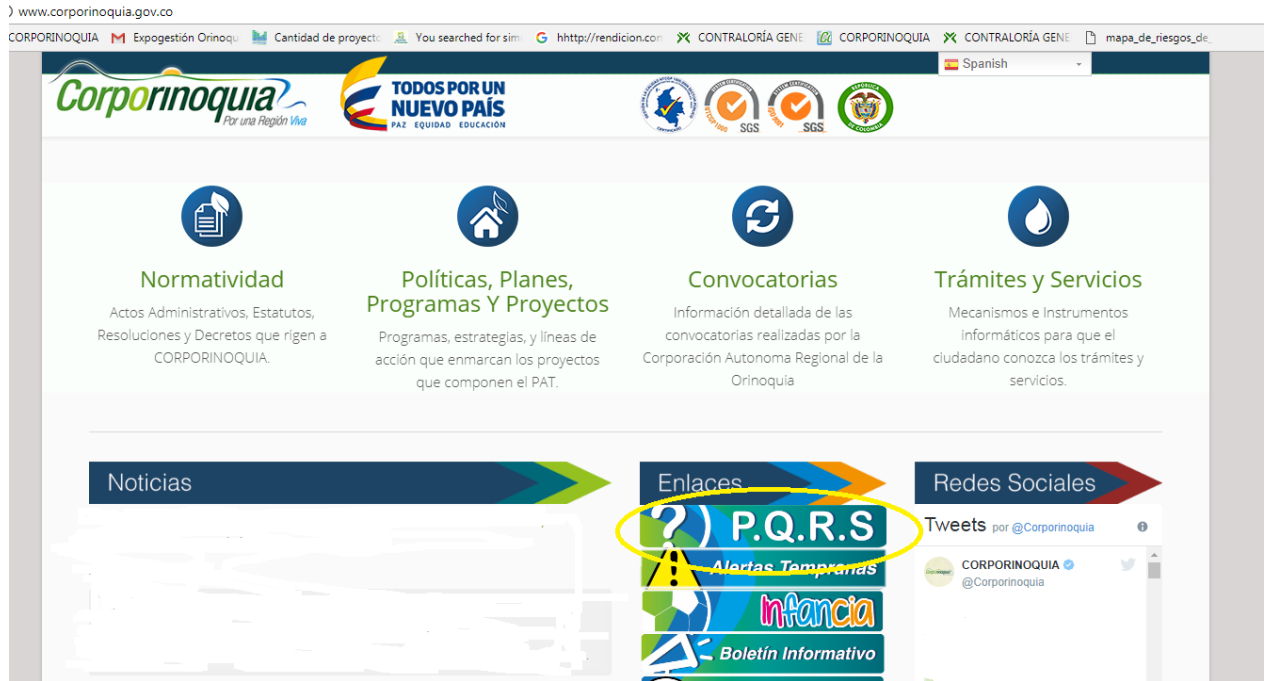 www.corporinoquia.gov.co
CORPORINOQUIA
Expogestión Orinoqu
Cantidad de proyecto
You searched for sim
hhttp://rendicion.con
CONTRALORÍA GENE
CORPORINOQUIA
CONTRALORÍA GENE
mapa_de_riesgos_de_
Spanish
Corporinoquia
Por una Región Viva
TODOS POR UN
NUEVO PAÍS
PAZ EQUIDAD EDUCACIÓN
SGS
SGS
Normatividad
Actos Administrativos, Estatutos,
Resoluciones y Decretos que rigen a
CORPORINOQUIA.
Políticas, Planes,
Programas Y Proyectos
Programas, estrategias, y líneas de
acción que enmarcan los proyectos
que componen el PAT.
Convocatorias
Información detallada de las
convocatorias realizadas por la
Corporación Autonoma Regional de la
Orinoquia
Trámites y Servicios
Mecanismos e Instrumentos
informáticos para que el
ciudadano conozca los trámites y
servicios.
Noticias
Enlaces
P.Q.R.S
Alertas Tempranas
Infancia
Boletín Informativo
Redes Sociales
Tweets por @Corporinoquia
CORPORINOQUIA
@Corporinoquia